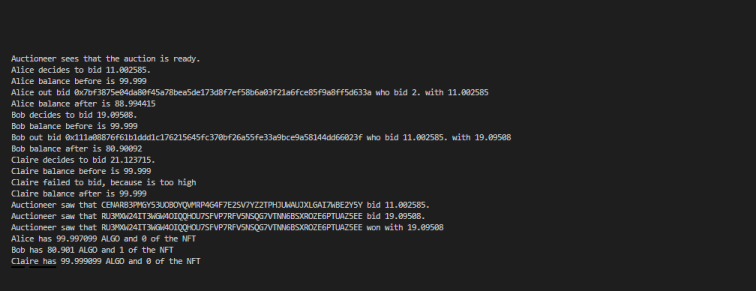 Auctioneer sees that the auction is ready.
Alice decides to bid 11.002585.
Alice balance before is 99.999
Alice out bid 0x7bf3875e04da80f45a78bea5de173d8f7ef58b6a03f21a6fce85f9a8ff5d633a who bid 2. with 11.002585
Alice balance after is 88.994415
Bob decides to bid 19.09508.
Bob balance before is 99.999
Bob out bid 0x111a08876f61b1ddd1c176215645fc370bf26a55fe33a9bce9a58144dd66023f who bid 11.002585. with 19.09508
Bob balance after is 80.90092
Claire decides to bid 21.123715.
Claire balance before is 99.999
Claire failed to bid, because is too high
Claire balance after is 99.999
Auctioneer saw that CENARB3PMGY53UOBOYQVMRP4G4F7E2SV7YZ2TPHJUWAUJXLGAI7WBE2Y5Y bid 11.002585.
Auctioneer saw that RU3MXW24IT3WGW4OIQQHOU7SFVP7RFV5NSQG7VTNN6BSXROZE6PTUAZ5EE bid 19.09508.
Auctioneer saw that RU3MXW24IT3WGW4OIQQHOU7SFVP7RFV5NSQG7VTNN6BSXROZE6PTUAZ5EE won with 19.09508
Alice has 99.997099 ALGO and 0 of the NFT
Bob has 80.901 ALGO and 1 of the NFT
Claire has 99.999099 ALGO and 0 of the NFT